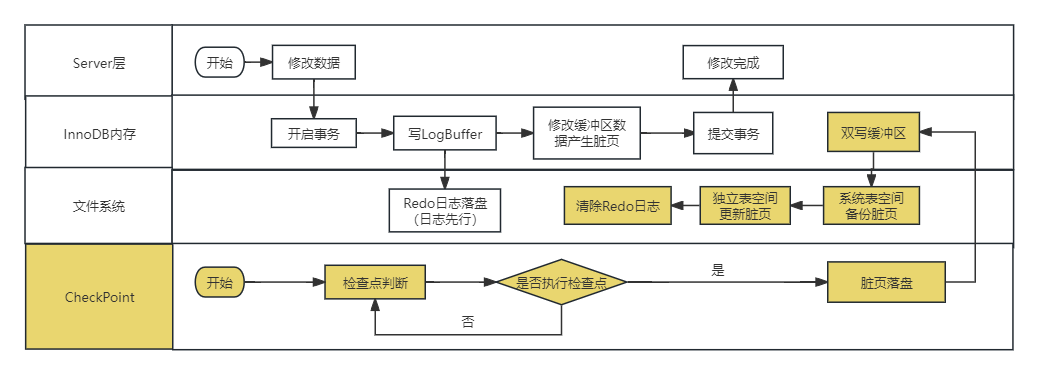 Server层
开始
修改数据
修改完成
InnoDB内存
开启事务
写LogBuffer
修改缓冲区数
据产生脏页
提交事务
双写缓冲区
文件系统
Redo日志落盘
（日志先行）
清除Redo日志
独立表空间
更新脏页
系统表空间
备份脏页
CheckPoint
开始
检查点判断
是否执行检查点
是
脏页落盘
否